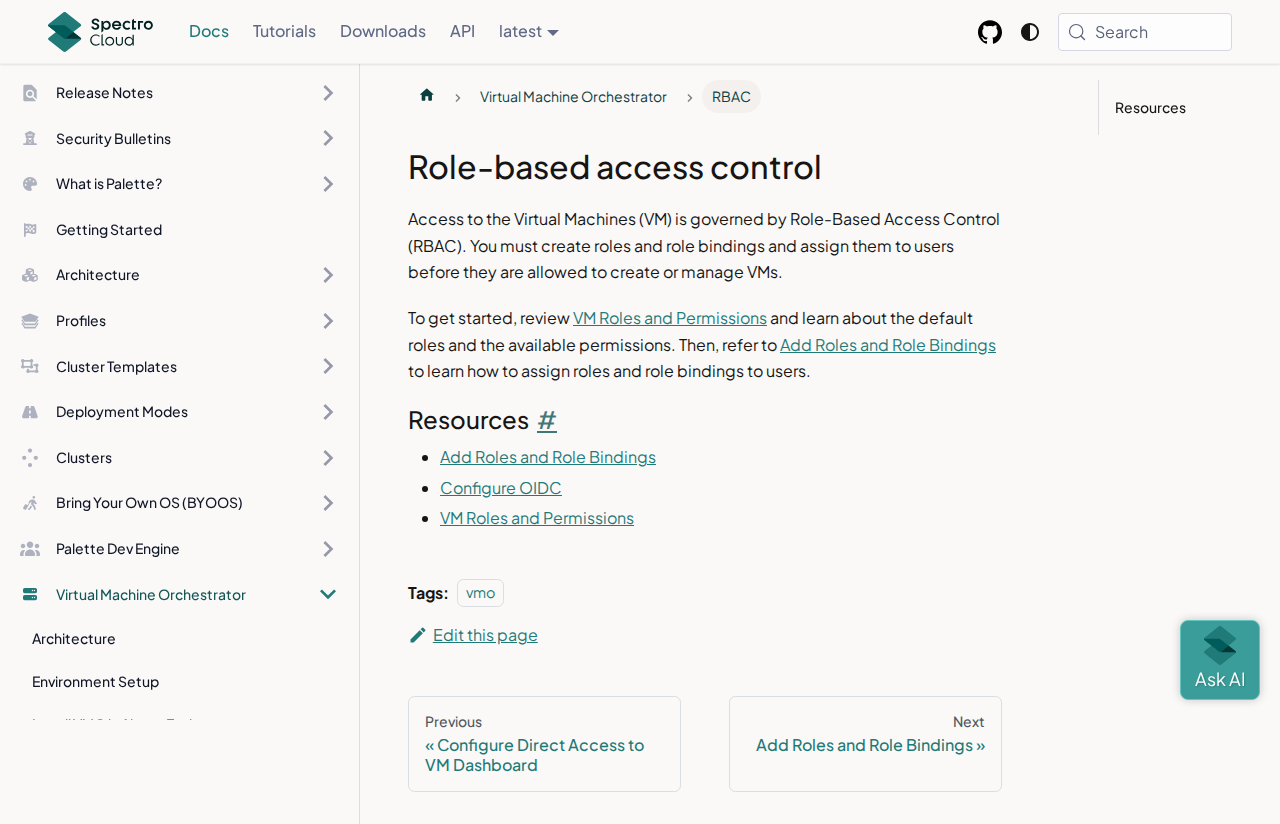 Spectro Cloud
Docs
Tutorials
Downloads
API
latest
Search
Release Notes
Security Bulletins
What is Palette?
Getting Started
Architecture
Profiles
Cluster Templates
Deployment Modes
Clusters
Bring Your Own OS (BYOOS)
Palette Dev Engine
Virtual Machine Orchestrator
Architecture
Environment Setup
Virtual Machine Orchestrator
RBAC
Role-based access control
Access to the Virtual Machines (VM) is governed by Role-Based Access Control
(RBAC). You must create roles and role bindings and assign them to users
before they are allowed to create or manage VMs.
To get started, review VM Roles and Permissions and learn about the default
roles and the available permissions. Then, refer to Add Roles and Role Bindings
to learn how to assign roles and role bindings to users.
Resources #
Add Roles and Role Bindings
Configure OIDC
VM Roles and Permissions
Tags: vmo
Edit this page
Previous
« Configure Direct Access to
VM Dashboard
Next
Add Roles and Role Bindings »
Resources
Ask AI